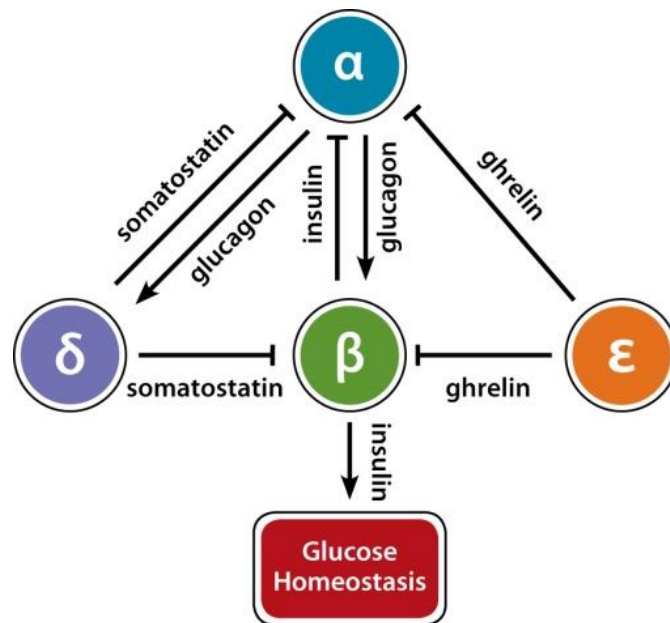 α
somatostatin
glucagon
insulin
glucagon
ghrelin
δ
somatostatin
β
ghrelin
ε
insulin
Glucose
Homeostasis